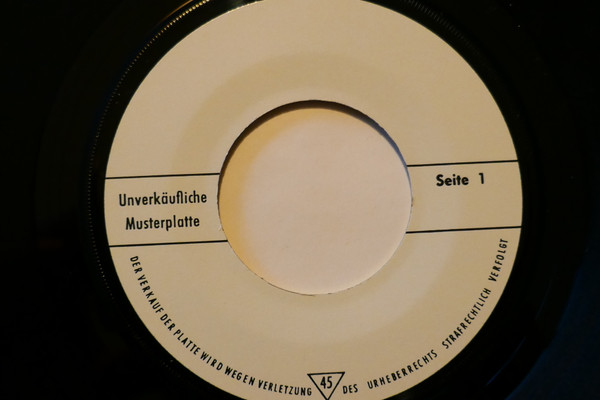 Unverkäufliche
Musterplatte
Seite 1
DER VERKAUF DER PLATTE WIRD WEGEN VERLETZUNG 45 DES URHEBERRECHTS STRAFRECHTLICH VERFOLGT